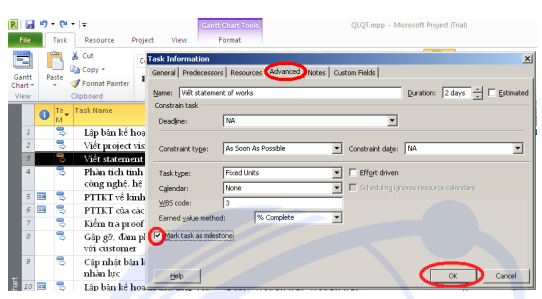 Gantt Chart Tools
QLQT.mpp - Microsoft Project (Trial)
File Task Resource Project View Format
Gantt Chart
View
Paste
Cut
Copy
Format Painter
Clipboard
Task Name
1 Lập bản kế hoạ
2 Viết project vis
3 Viết statement
4 Phân tích tính
công nghệ, hệ
5 PTTKT về kinh
6 PTTKT của các
7 Kiểm tra proof
8 Gặp gỡ, đàm ph
với customer
9 Cập nhật bản k
nhân lực
10 Lập bản kế hoạ
Task Information
General Predecessors Resources Advanced Notes Custom Fields
Name: Viết statement of works Duration: 2 days Estimated
Constrain task
Deadline: NA
Constraint type: As Soon As Possible Constraint date: NA
Task type: Fixed Units Effort driven
Calendar: None Scheduling ignores resource calendars
WBS code: 3
Earned value method: % Complete
Mark task as milestone
Help OK Cancel